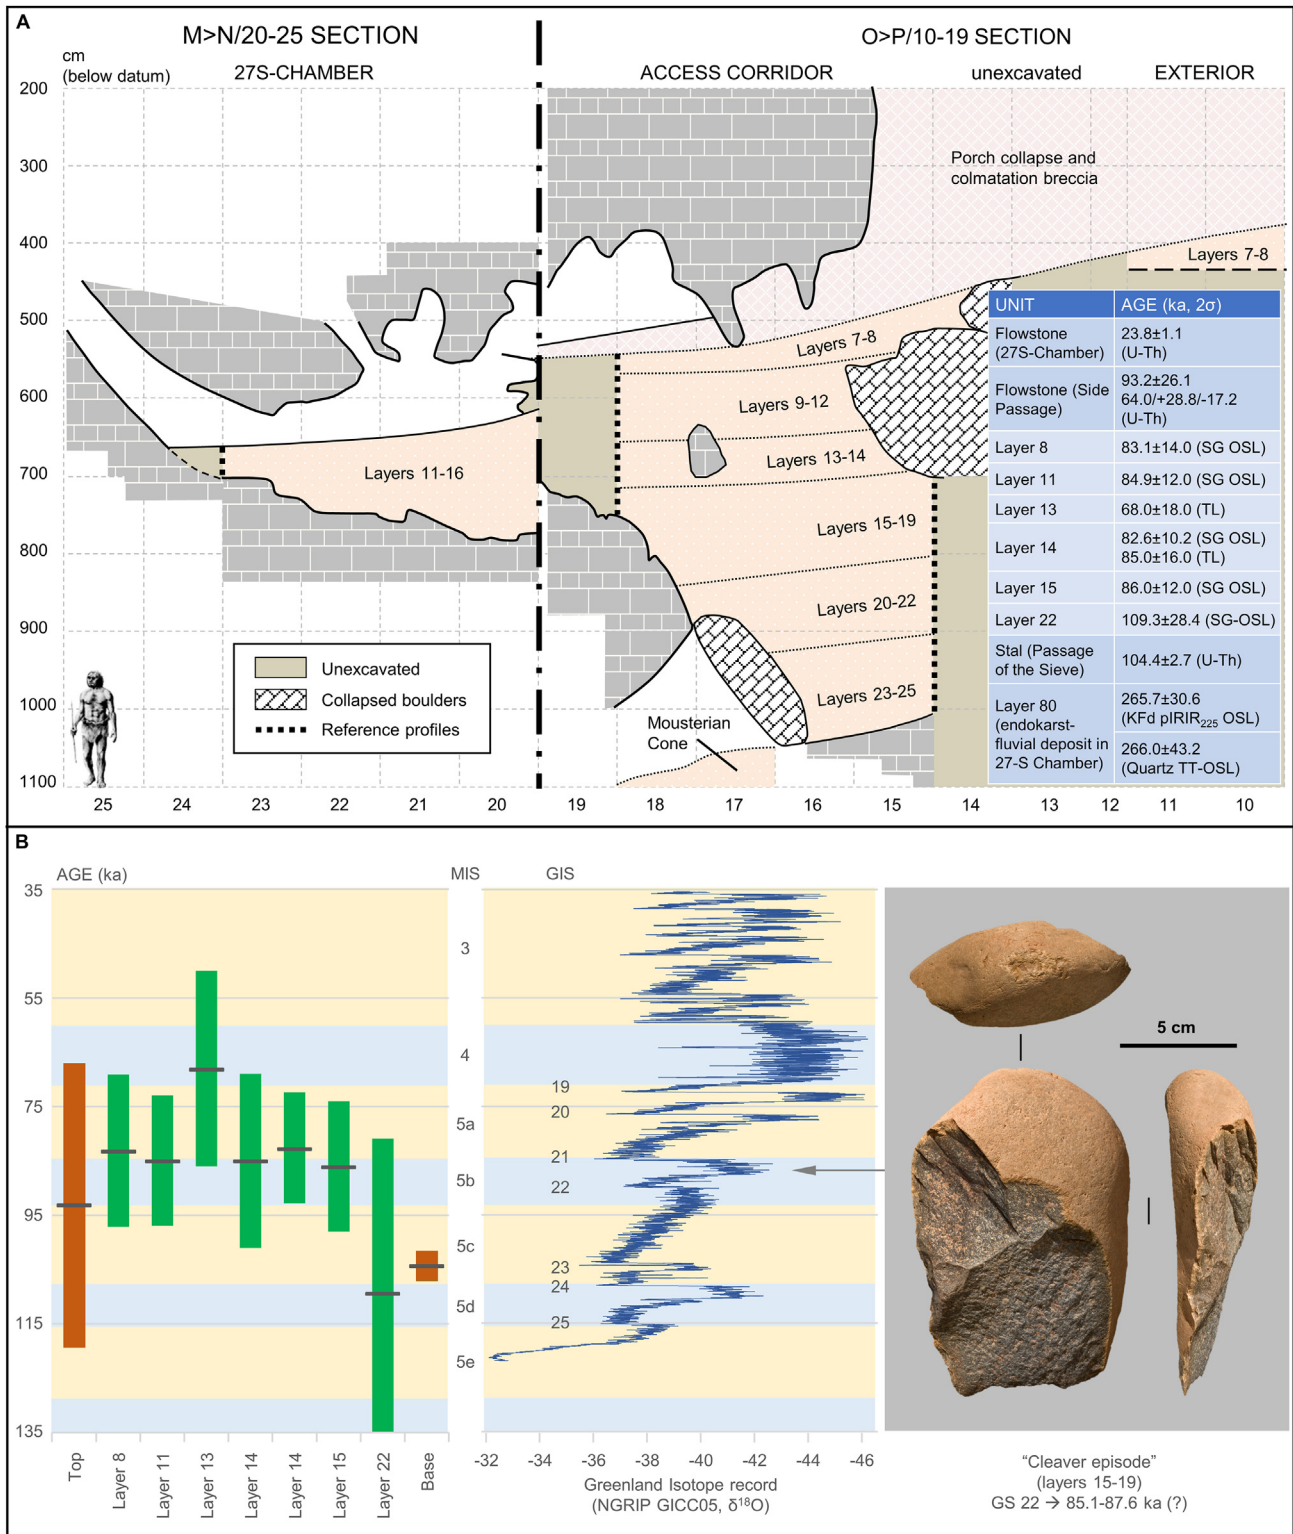 A
M>N/20-25 SECTION
O>P/10-19 SECTION
cm
(below datum)
27S-CHAMBER
ACCESS CORRIDOR
unexcavated
EXTERIOR
200
300
400
500
600
700
800
900
1000
1100
Porch collapse and
colmatation breccia
Layers 7-8
Layers 7-8
Layers 9-12
Layers 13-14
Layers 11-16
Layers 15-19
Layers 20-22
Layers 23-25
Mousterian
Cone
Unexcavated
Collapsed boulders
Reference profiles
UNIT AGE (ka, 2σ)
Flowstone
(27S-Chamber)
23.8±1.1
(U-Th)
Flowstone (Side
Passage)
93.2±26.1
64.0/+28.8/-17.2
(U-Th)
Layer 8 83.1±14.0 (SG OSL)
Layer 11 84.9±12.0 (SG OSL)
Layer 13 68.0±18.0 (TL)
Layer 14
82.6±10.2 (SG OSL)
85.0±16.0 (TL)
Layer 15 86.0±12.0 (SG OSL)
Layer 22 109.3±28.4 (SG-OSL)
Stal (Passage
of the Sieve)
104.4±2.7 (U-Th)
Layer 80
(endokarst-
fluvial deposit in
27-S Chamber)
265.7±30.6
(KFd pIRIR225 OSL)
266.0±43.2
(Quartz TT-OSL)
25 24 23 22 21 20 19 18 17 16 15 14 13 12 11 10
B
AGE (ka)
MIS
GIS
35
55
75
95
115
135
3
4
5a
5b
5c
5d
5e
19
20
21
22
23
24
25
Top
Layer 8
Layer 11
Layer 13
Layer 14
Layer 14
Layer 15
Layer 22
Base
-32 -34 -36 -38 -40 -42 -44 -46
Greenland Isotope record
(NGRIP GICC05, δ18O)
5 cm
“Cleaver episode”
(layers 15-19)
GS 22 → 85.1-87.6 ka (?)